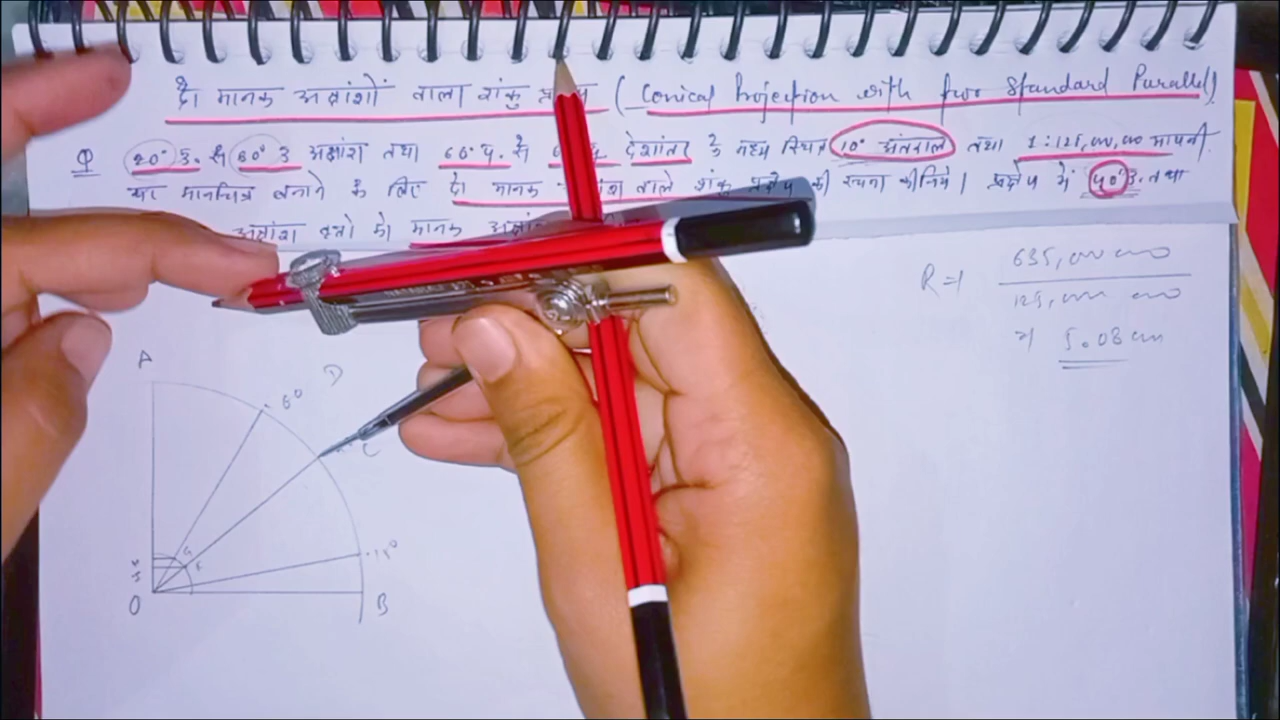 दो मानक अक्षांशों वाला शंकु (Conical Projection with two Standard Parallel)
Q 20° उ. से 60° उ अक्षांश तथा 60° पू. से देशांतर के मध्य स्थित 10° अंतराल तथा 1:125,000,000 मापनी
पर मानचित्र बनाने के लिए दो मानक वाले शंकु प्रक्षेप की रचना कीजिये। प्रक्षेप में 40° उ. तथा
अक्षांश वृत्तो को मानक
R = 635,000,000
125,000,000
= 5.08 cm
A
D
60°
C
G
F
10°
O
B